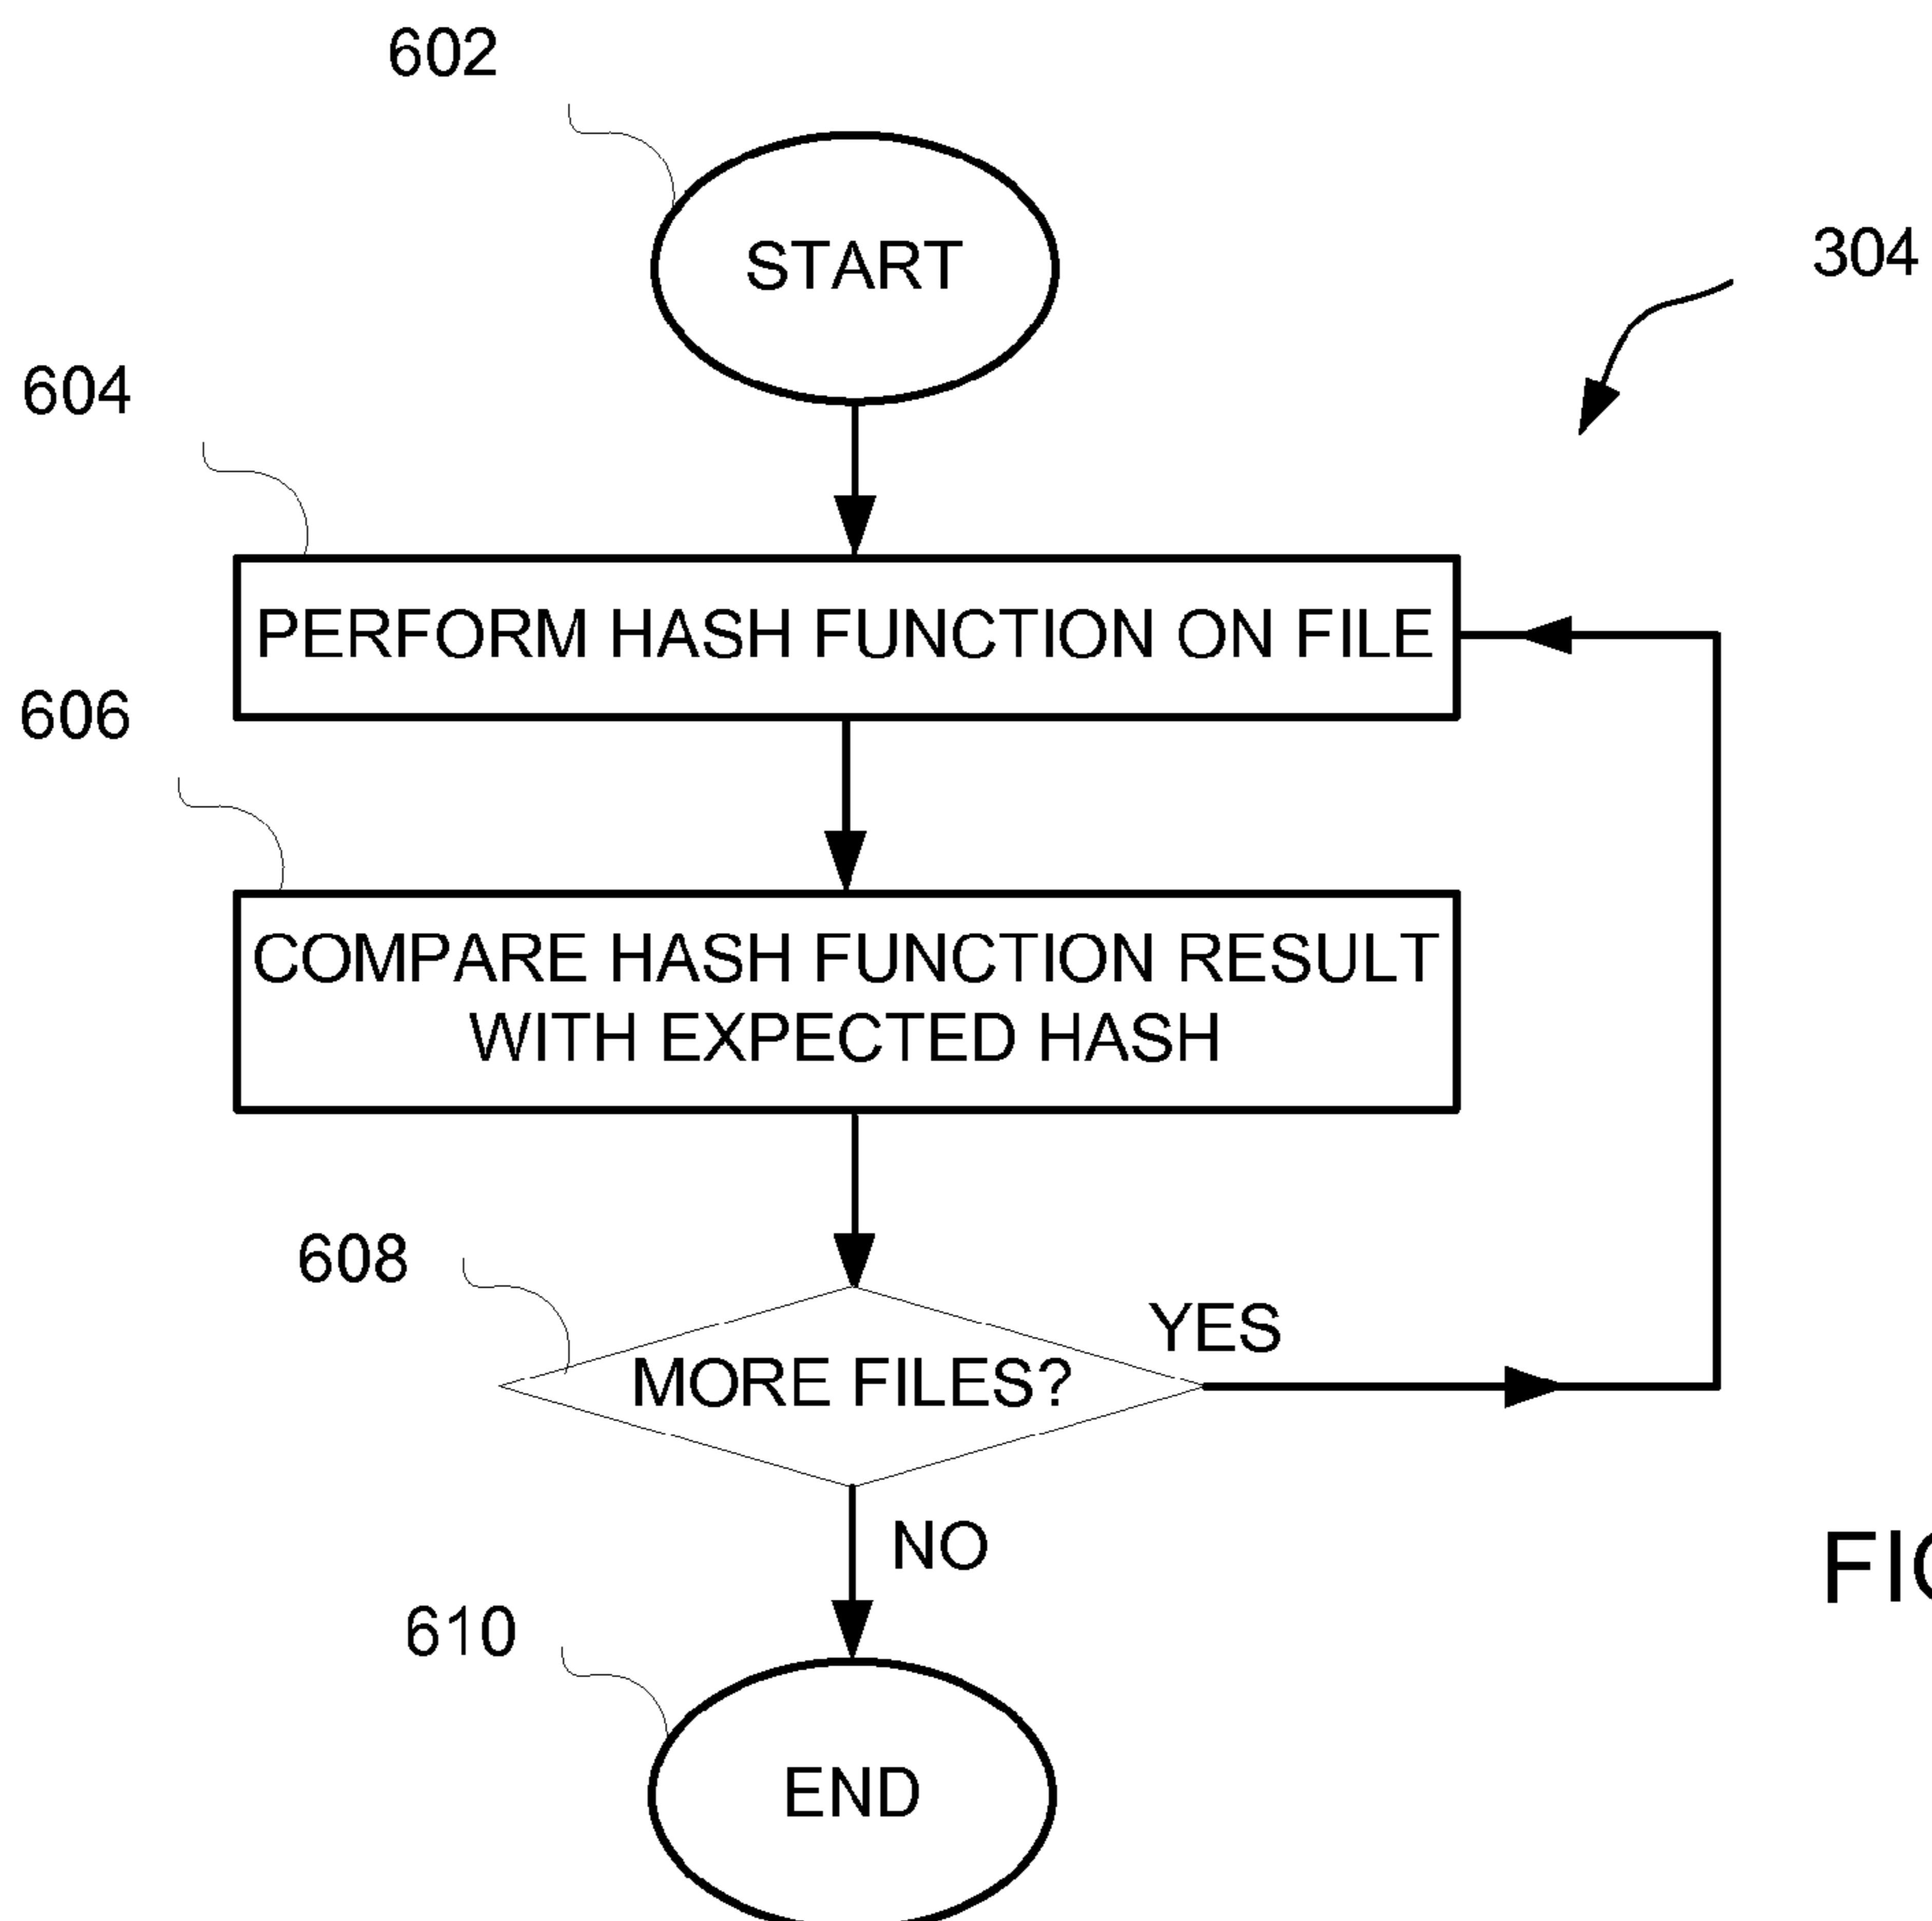 602
START
304
604
PERFORM HASH FUNCTION ON FILE
606
COMPARE HASH FUNCTION RESULT
WITH EXPECTED HASH
608
MORE FILES?
YES
NO
610
END